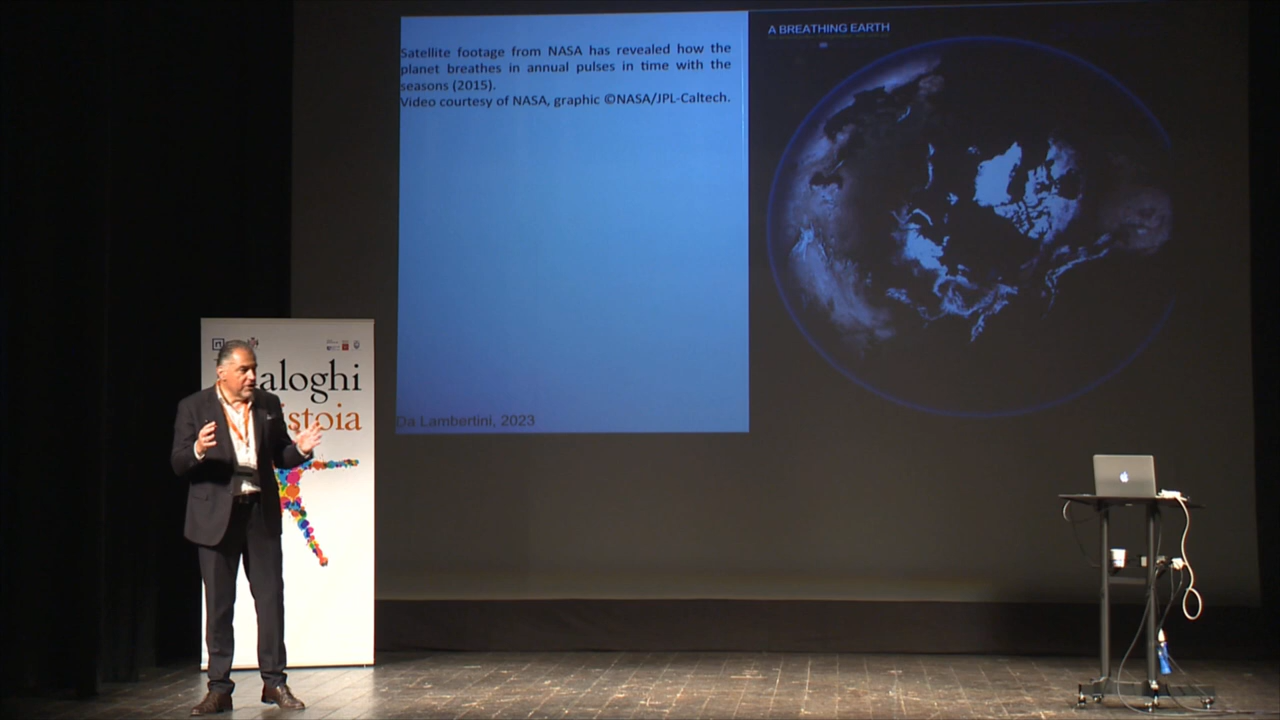 Satellite footage from NASA has revealed how the
planet breathes in annual pulses in time with the
seasons (2015).
Video courtesy of NASA, graphic ©NASA/JPL-Caltech.
Da Lambertini, 2023
A BREATHING EARTH
aloghi
istoia